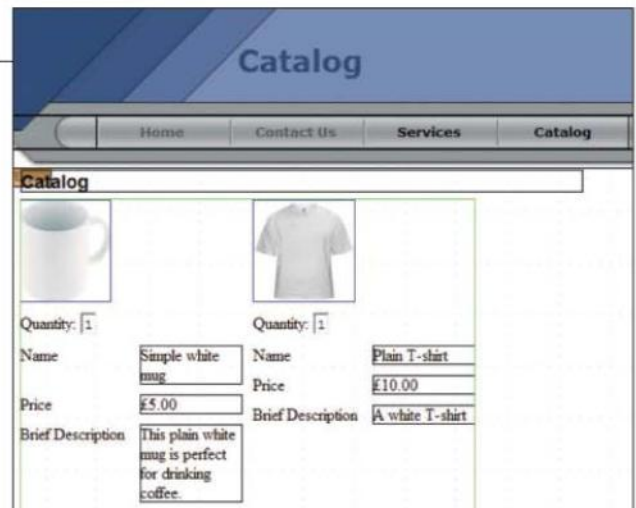 Catalog
Home Contact Us Services Catalog
Catalog
Quantity: 1
Name Simple white
mug
Price £5.00
Brief Description This plain white
mug is perfect
for drinking
coffee.
Quantity: 1
Name Plain T-shirt
Price £10.00
Brief Description A white T-shirt